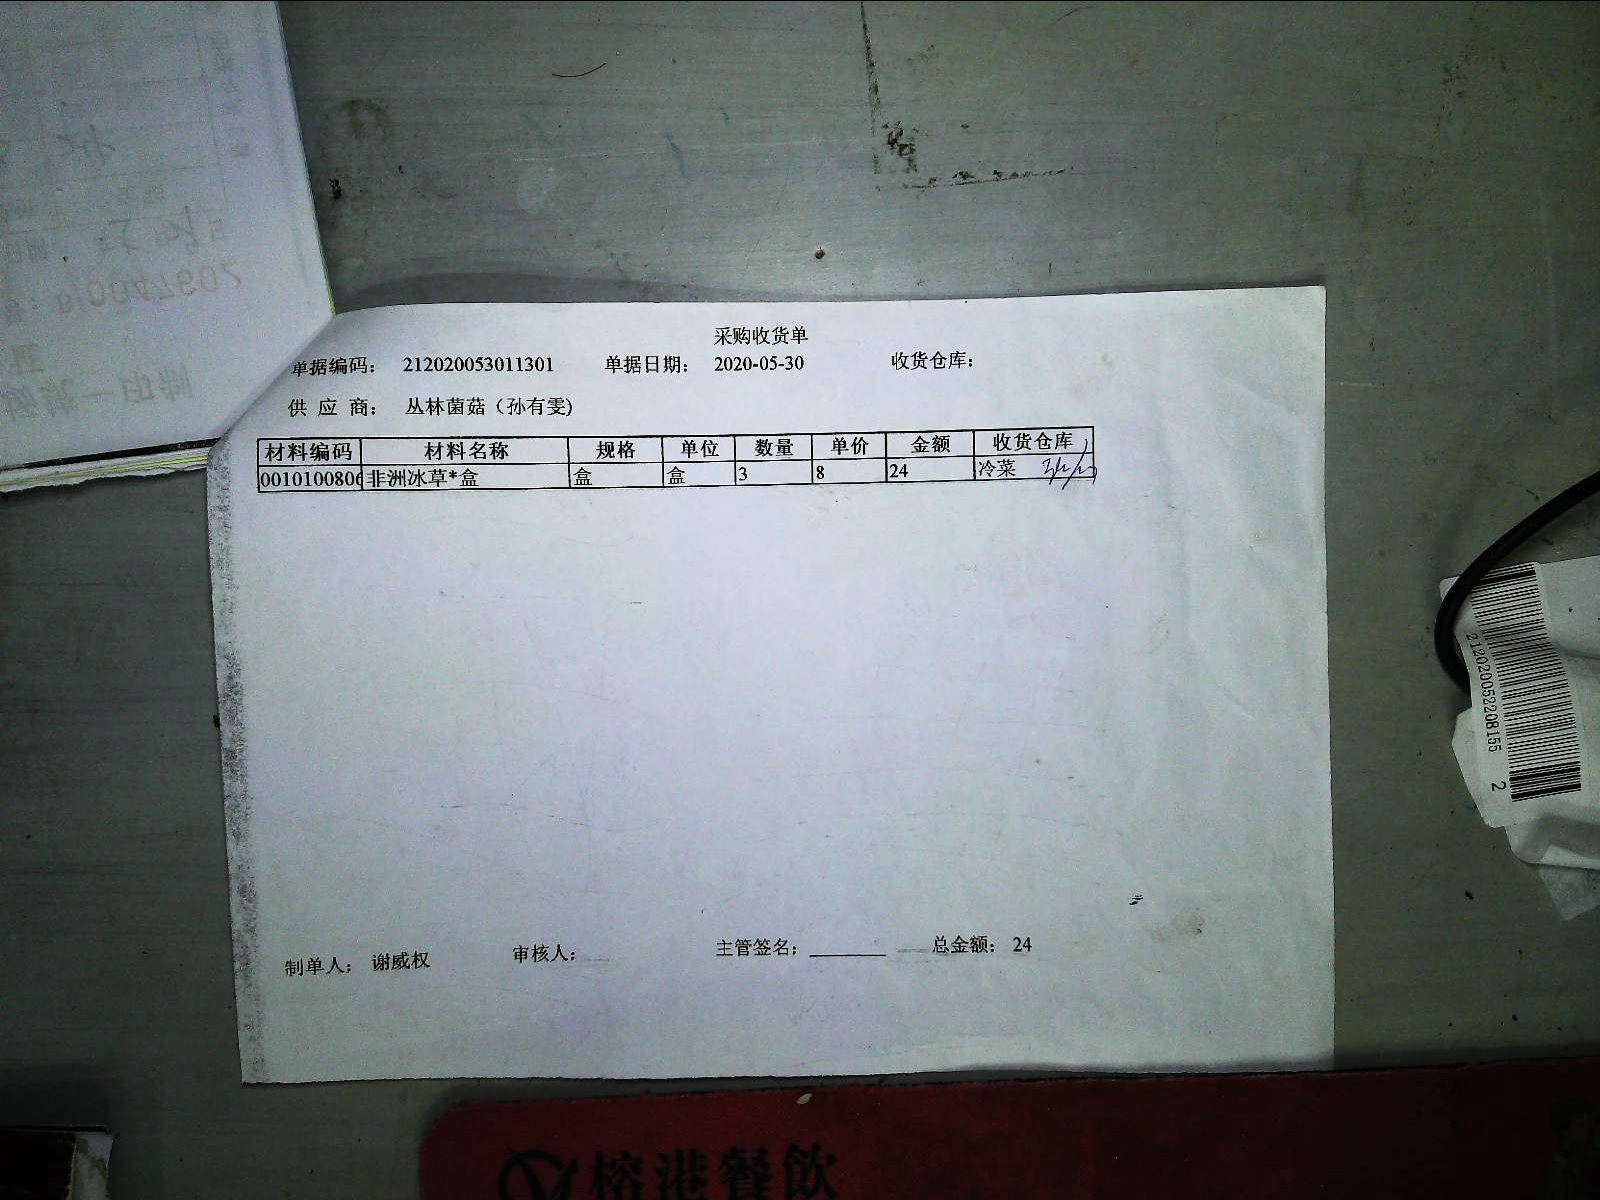 采购收货单
单据编码： 212020053011301 单据日期： 2020-05-30 收货仓库：
供 应 商： 丛林菌菇（孙有雯）
材料编码 材料名称 规格 单位 数量 单价 金额 收货仓库
0010100806 非洲冰草*盒 盒 盒 3 8 24 冷菜
制单人： 谢威权 审核人： 主管签名： 总金额： 24
212020052208155 2
榕港餐飲